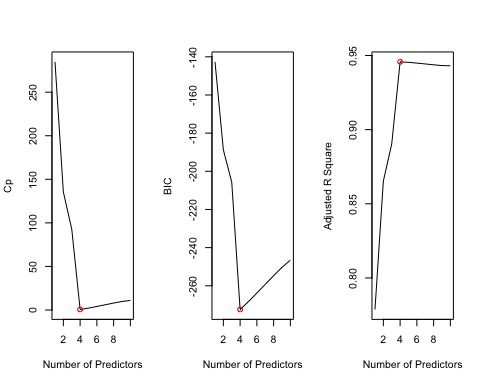 Cp
0 50 100 150 200 250
2 4 6 8
Number of Predictors
BIC
-260 -240 -220 -200 -180 -160 -140
2 4 6 8
Number of Predictors
Adjusted R Square
0.80 0.85 0.90 0.95
2 4 6 8
Number of Predictors